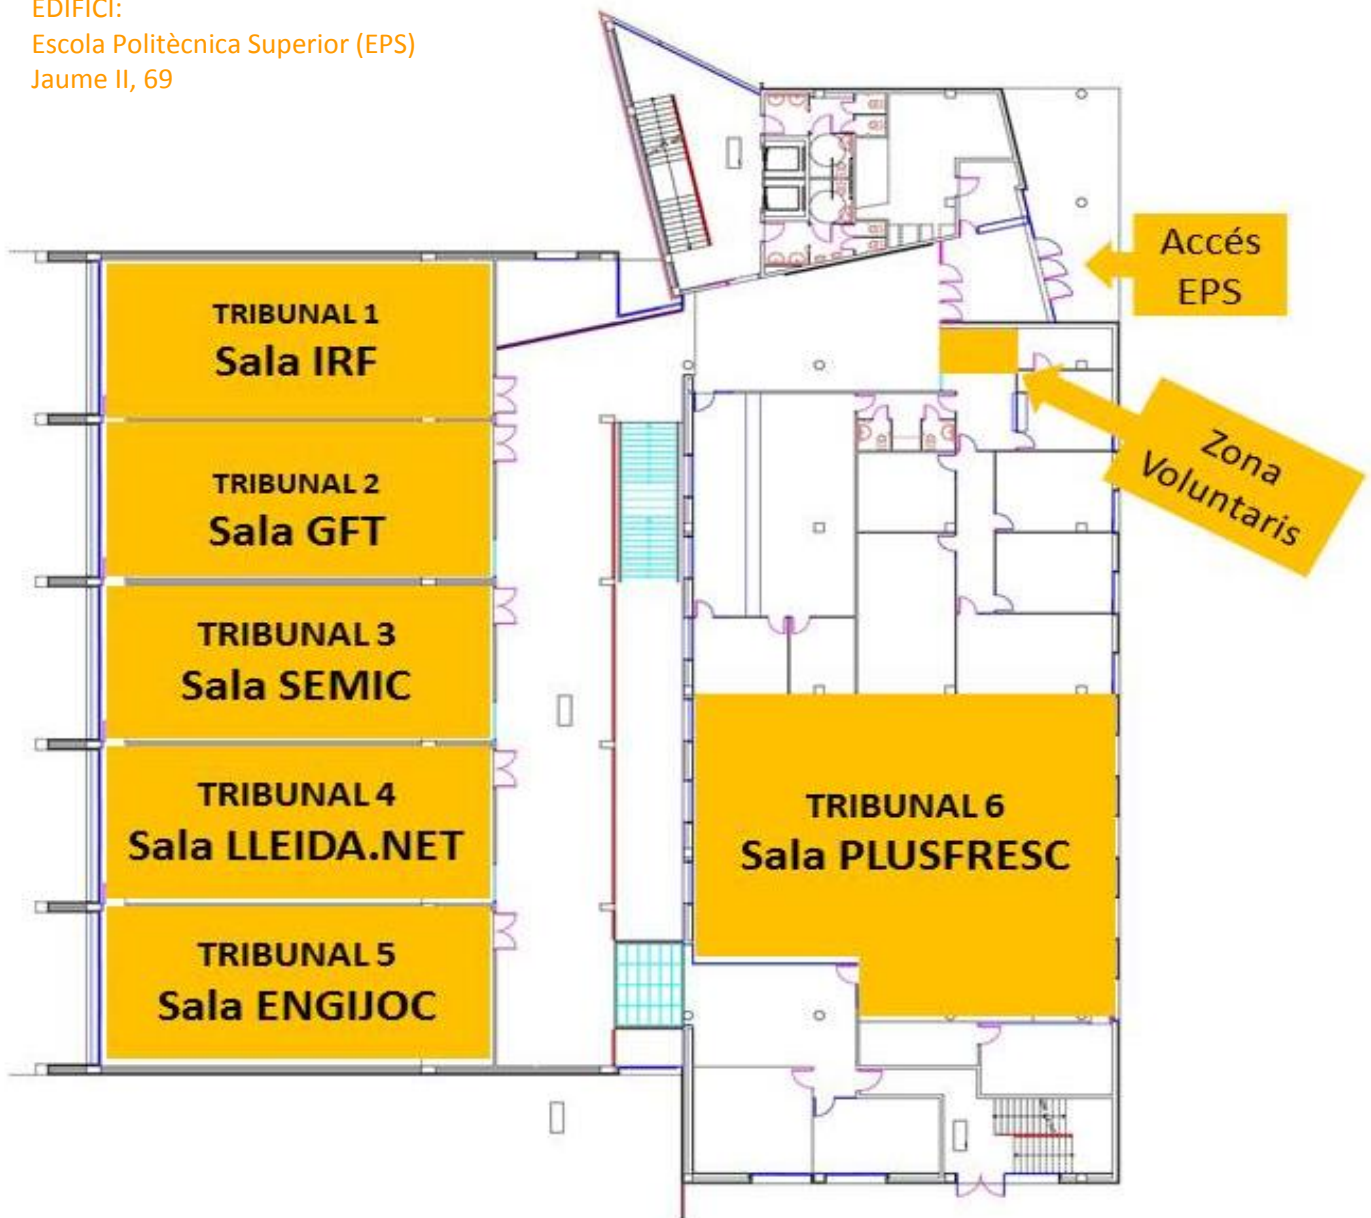 EDIFICI:
Escola Politècnica Superior (EPS)
Jaume II, 69
Accés
EPS
TRIBUNAL 1
Sala IRF
Zona
Voluntaris
TRIBUNAL 2
Sala GFT
TRIBUNAL 3
Sala SEMIC
TRIBUNAL 4
Sala LLEIDA.NET
TRIBUNAL 6
Sala PLUSFRESC
TRIBUNAL 5
Sala ENGIJOC